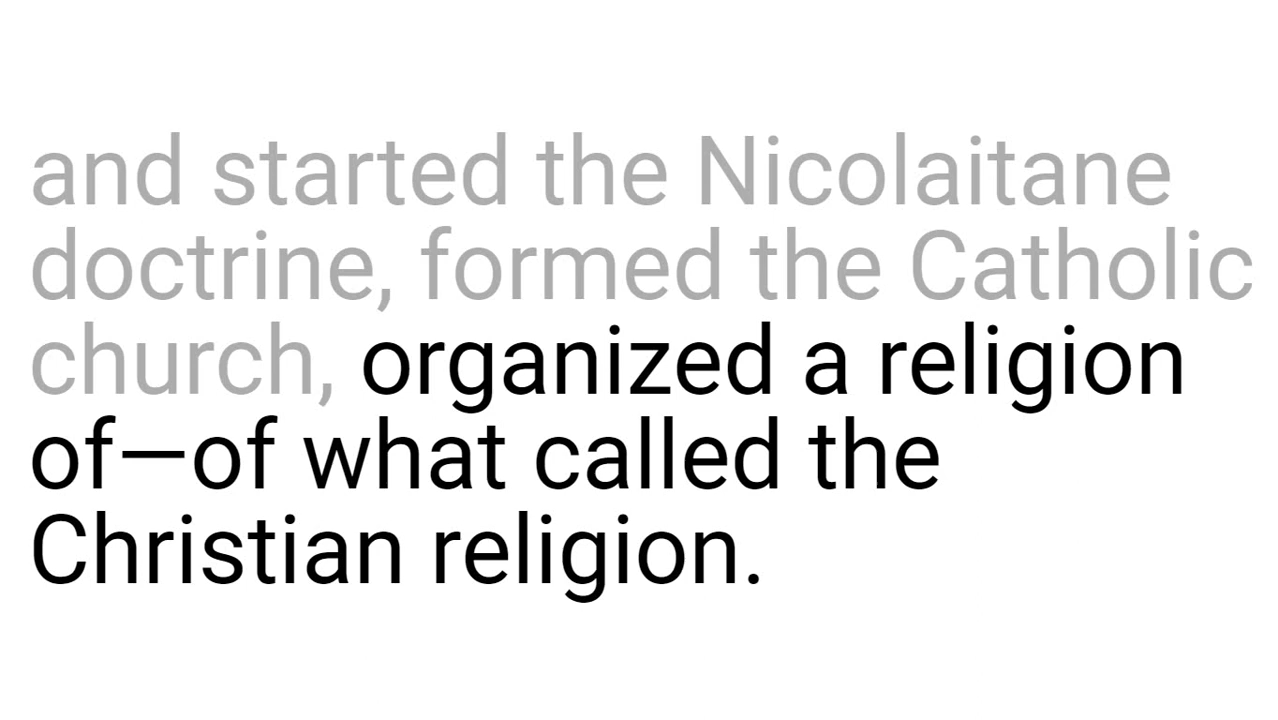 and started the Nicolaitane
doctrine, formed the Catholic
church, organized a religion
of—of what called the
Christian religion.